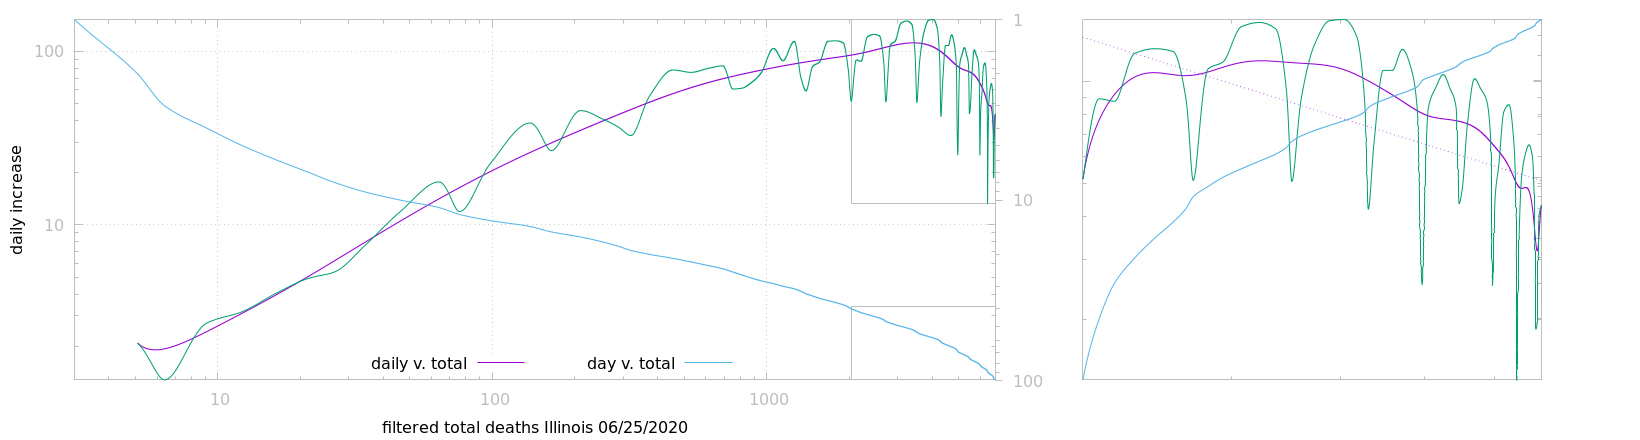 1
100
daily increase
10
10
daily v. total
day v. total
100
10
100
1000
filtered total deaths Illinois 06/25/2020